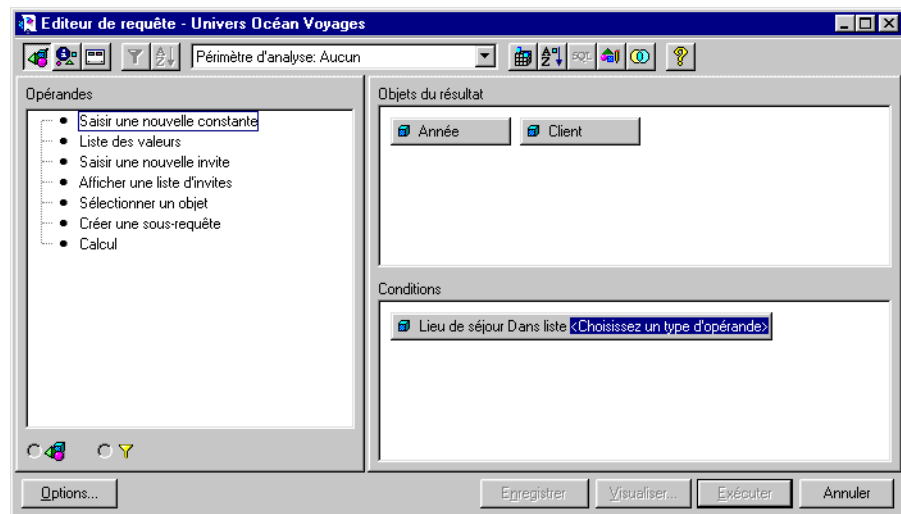 Editeur de requête - Univers Océan Voyages
Périmètre d'analyse: Aucun
SQL
Opérandes
Saisir une nouvelle constante
Liste des valeurs
Saisir une nouvelle invite
Afficher une liste d'invites
Sélectionner un objet
Créer une sous-requête
Calcul
Objets du résultat
Année
Client
Conditions
Lieu de séjour Dans liste <Choisissez un type d'opérande>
Options...
Enregistrer
Visualiser...
Exécuter
Annuler